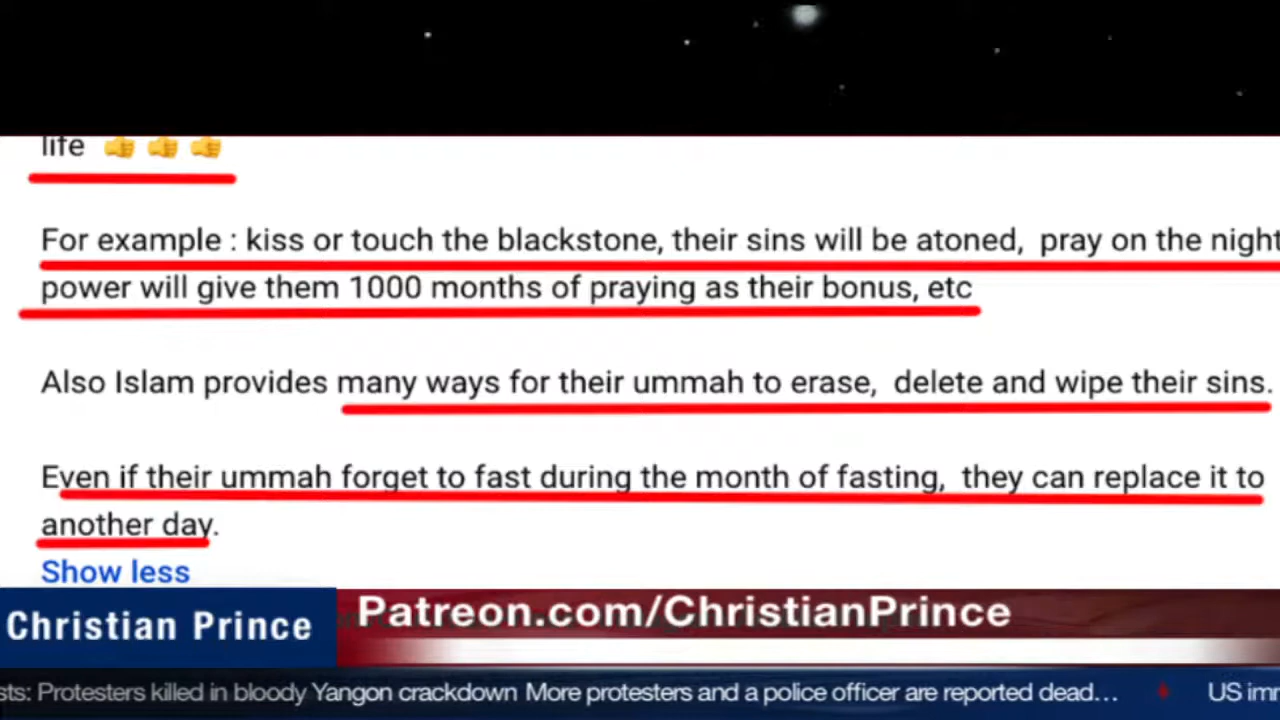 life 👍 👍 👍
For example : kiss or touch the blackstone, their sins will be atoned, pray on the night
power will give them 1000 months of praying as their bonus, etc
Also Islam provides many ways for their ummah to erase, delete and wipe their sins.
Even if their ummah forget to fast during the month of fasting, they can replace it to
another day.
Show less
Christian Prince
Patreon.com/ChristianPrince
sts: Protesters killed in bloody Yangon crackdown More protesters and a police officer are reported dead... US imm